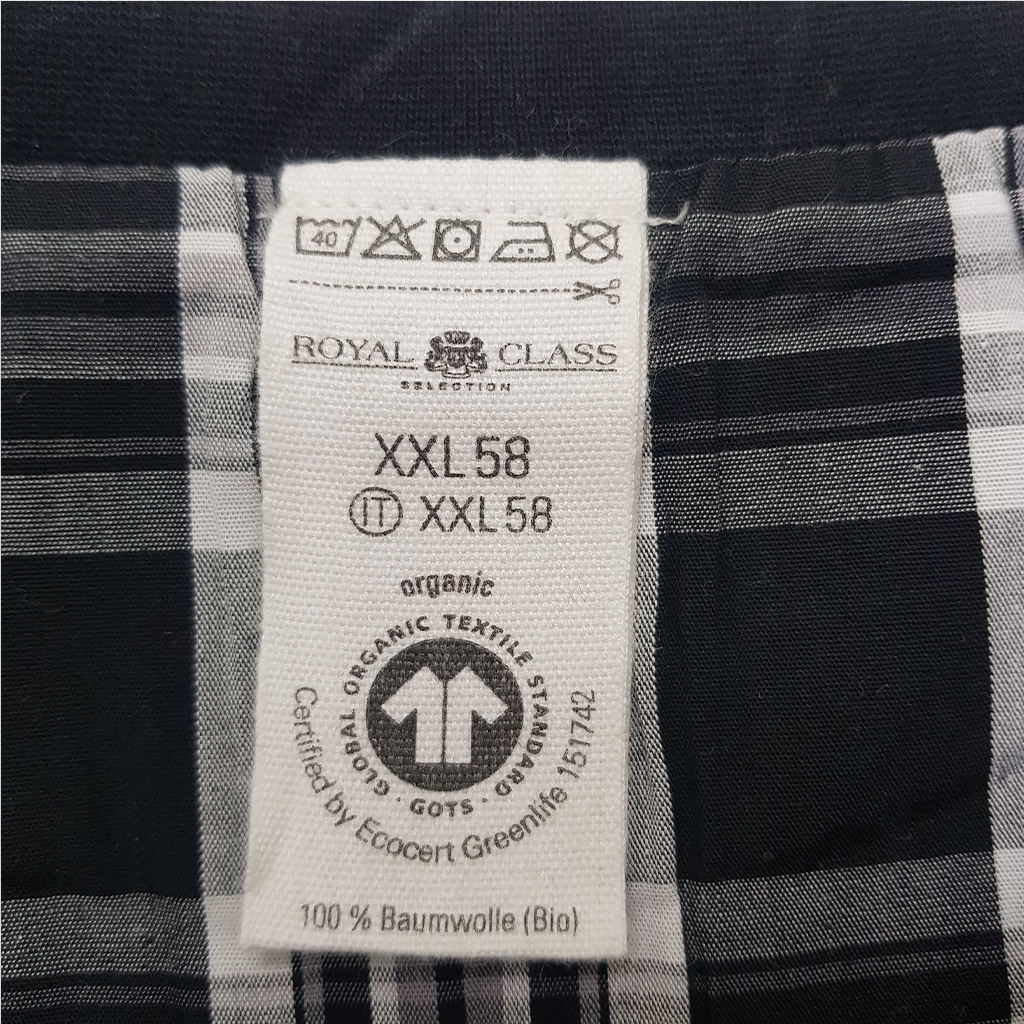 40
ROYAL CLASS
SELECTION
XXL 58
IT XXL 58
organic
GLOBAL ORGANIC TEXTILE STANDARD · GOTS ·
Certified by Ecocert Greenlife 151742
100 % Baumwolle (Bio)